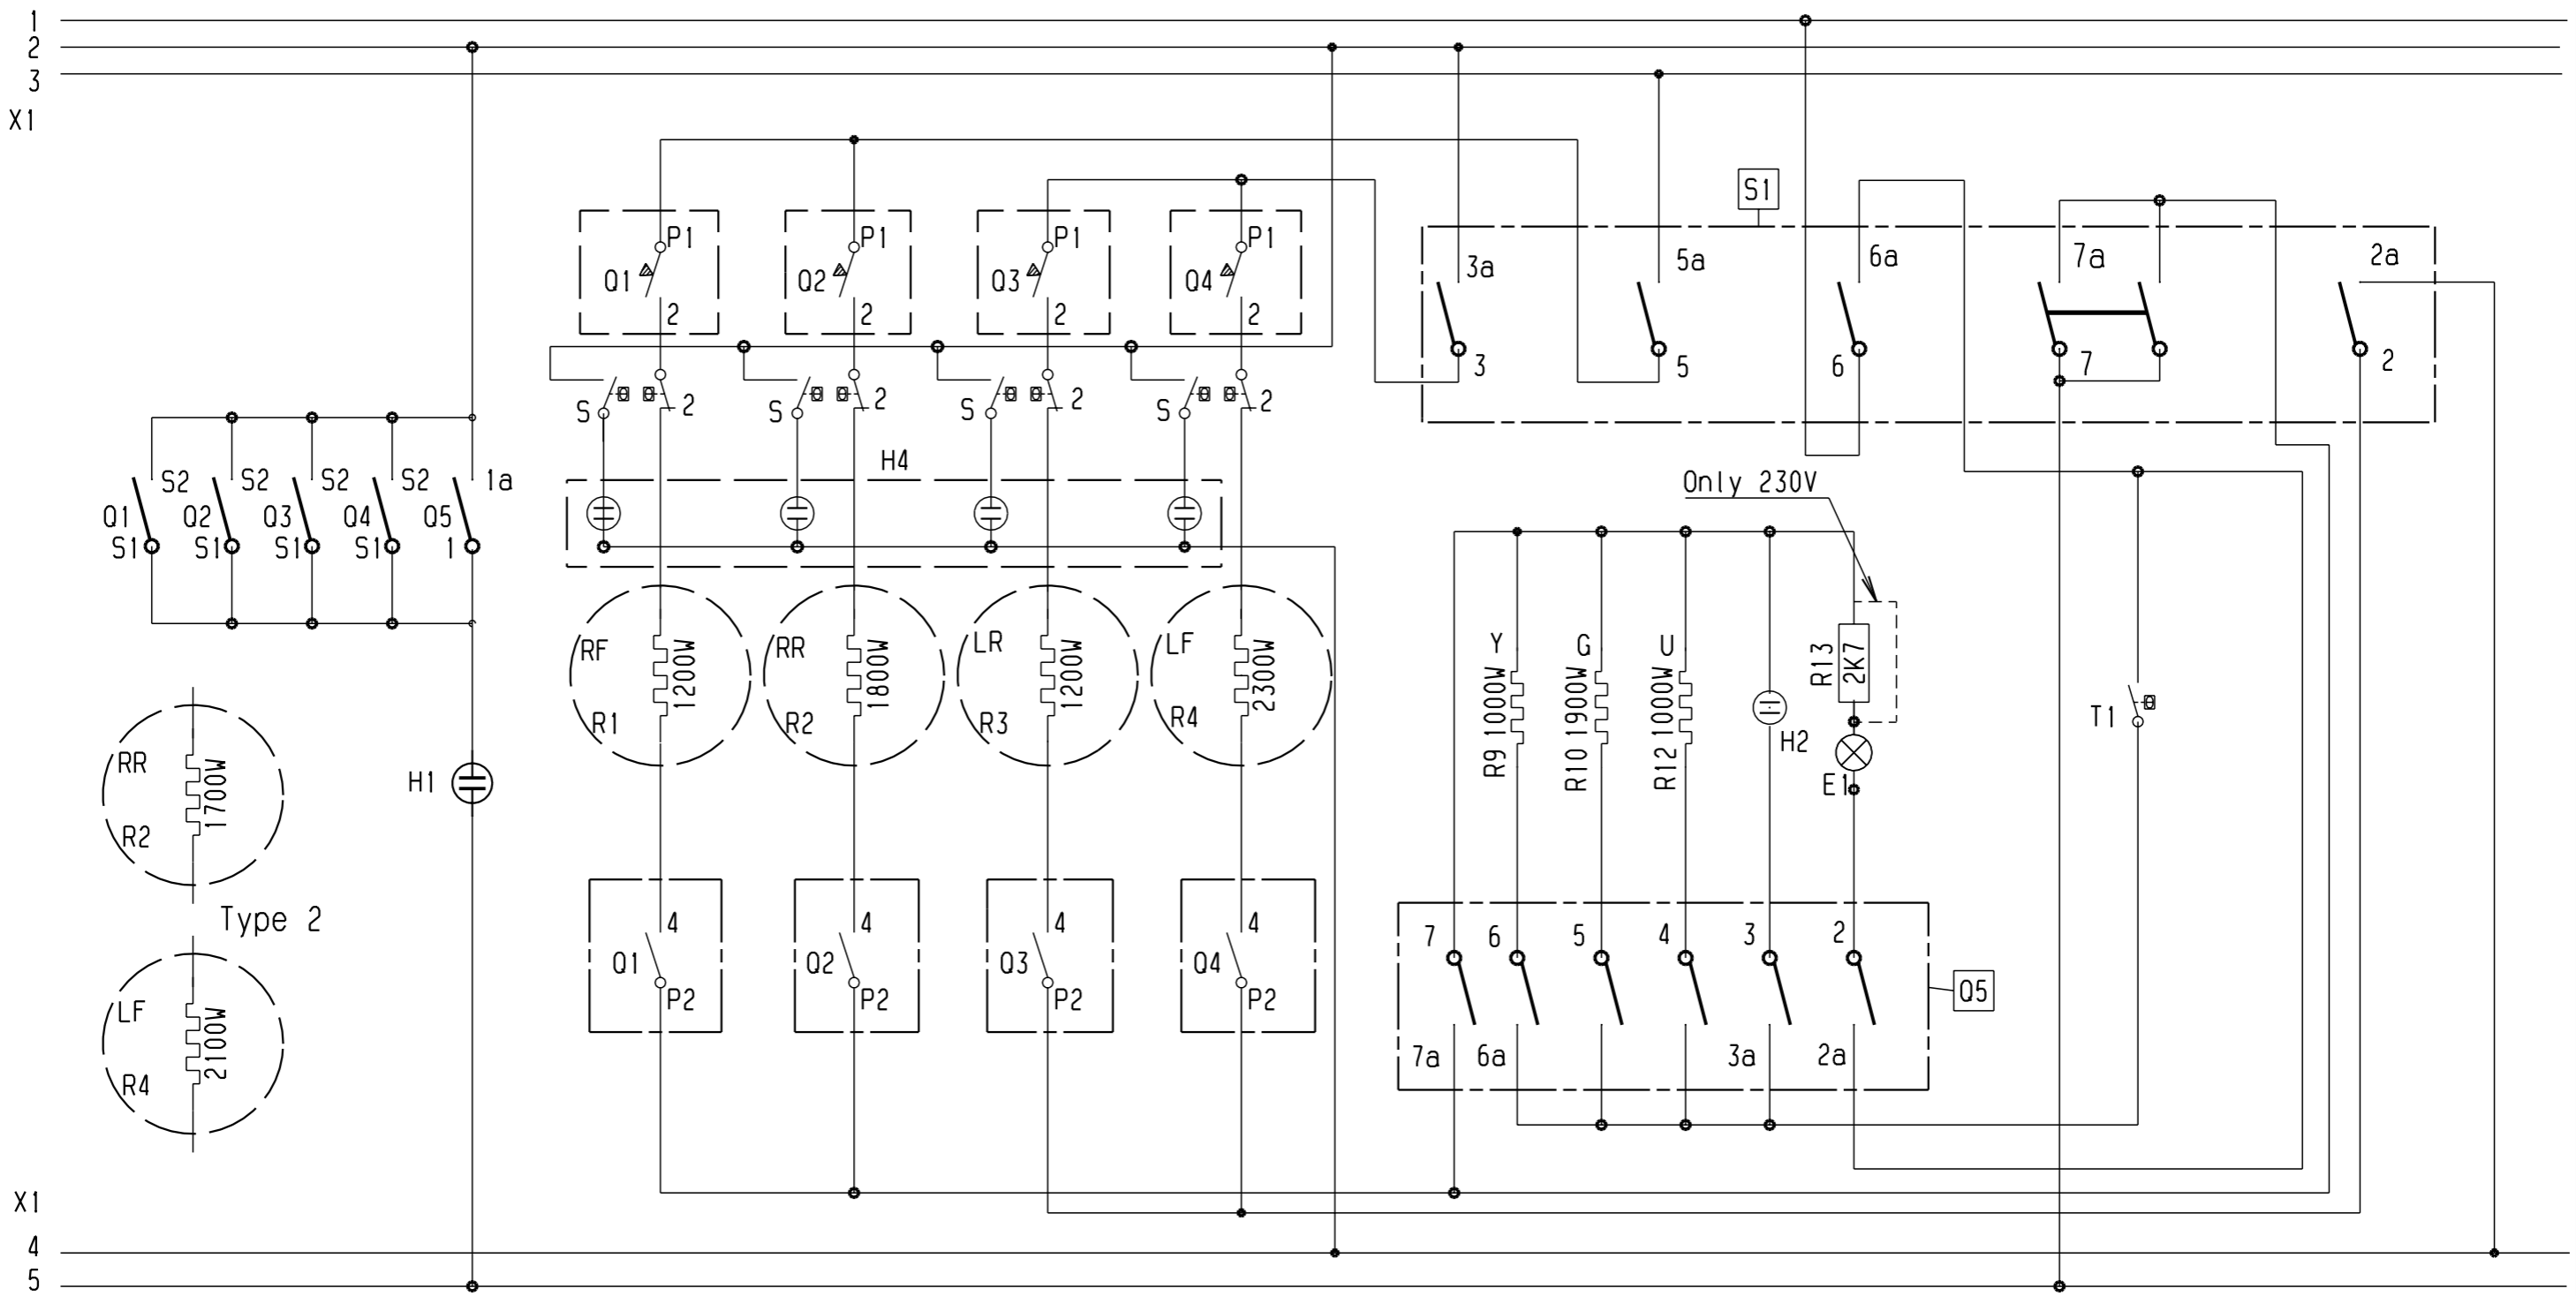 1
2
3
X1
S1
P1 P1 P1 P1
Q1 Q2 Q3 Q4
2 2 2 2
3a 5a 6a 7a 2a
3 5 6 7 2
S 2 S 2 S 2 S 2
H4
Only 230V
S2 S2 S2 S2 1a
Q1 Q2 Q3 Q4 Q5
S1 S1 S1 S1 1
RF 1200W R1
RR 1800W R2
LR 1200W R3
LF 2300W R4
Y G U
R9 1000W
R10 1900W
R12 1000W
H2
R13 2K7
E1
T1
H1
RR 1700W R2
Type 2
LF 2100W R4
4 4 4 4
Q1 Q2 Q3 Q4
P2 P2 P2 P2
7 6 5 4 3 2
Q5
7a 6a 3a 2a
X1
4
5